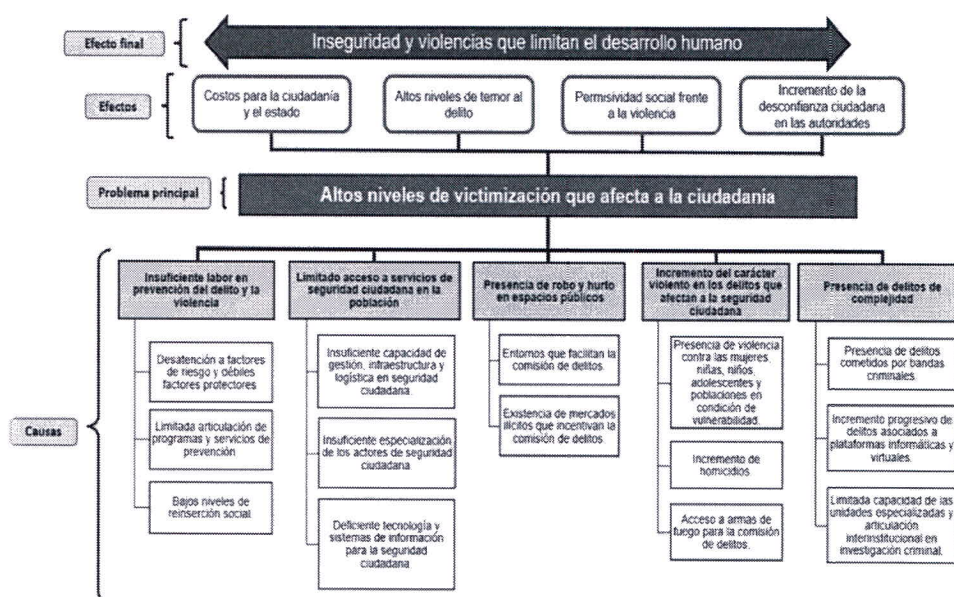 Efecto final
Inseguridad y violencias que limitan el desarrollo humano
Efectos
Costos para la ciudadanía
y el estado
Altos niveles de temor al
delito
Permisividad social frente
a la violencia
Incremento de la
desconfianza ciudadana
en las autoridades
Problema principal
Altos niveles de victimización que afecta a la ciudadanía
Causas
Insuficiente labor en
prevención del delito y la
violencia
Desatención a factores
de riesgo y débiles
factores protectores
Limitada articulación de
programas y servicios de
prevención
Bajos niveles de
reinserción social.
Limitado acceso a servicios de
seguridad ciudadana en la
población
Insuficiente capacidad de
gestión, infraestructura y
logística en seguridad
ciudadana.
Insuficiente especialización
de los actores de seguridad
ciudadana
Deficiente tecnología y
sistemas de información
para la seguridad
ciudadana
Presencia de robo y hurto
en espacios públicos
Entornos que facilitan la
comisión de delitos.
Existencia de mercados
ilícitos que incentivan la
comisión de delitos
Incremento del carácter
violento en los delitos que
afectan a la seguridad
ciudadana
Presencia de violencia
contra las mujeres,
niñas, niños,
adolescentes y
poblaciones en
condición de
vulnerabilidad.
Incremento de
homicidios
Acceso a armas de
fuego para la comisión
de delitos.
Presencia de delitos de
complejidad
Presencia de delitos
cometidos por bandas
criminales.
Incremento progresivo de
delitos asociados a
plataformas informáticas y
virtuales.
Limitada capacidad de las
unidades especializadas y
articulación
interinstitucional en
investigación criminal.